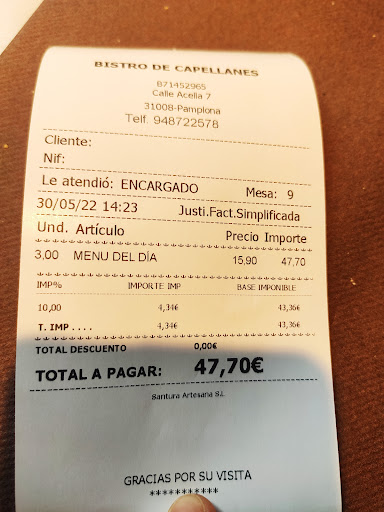 BISTRO DE CAPELLANES
B71452965
Calle Acella 7
31008-Pamplona
Telf. 948722578
Cliente:
Nif:
Le atendió: ENCARGADO Mesa: 9
30/05/22 14:23 Justi.Fact.Simplificada
Und. Artículo Precio Importe
3,00 MENU DEL DÍA 15,90 47,70
IMP% IMPORTE IMP BASE IMPONIBLE
10,00 4,34€ 43,36€
T. IMP .... 4,34€ 43,36€
TOTAL DESCUENTO 0,00€
TOTAL A PAGAR: 47,70€
Santura Artesana S.L
GRACIAS POR SU VISITA
***********